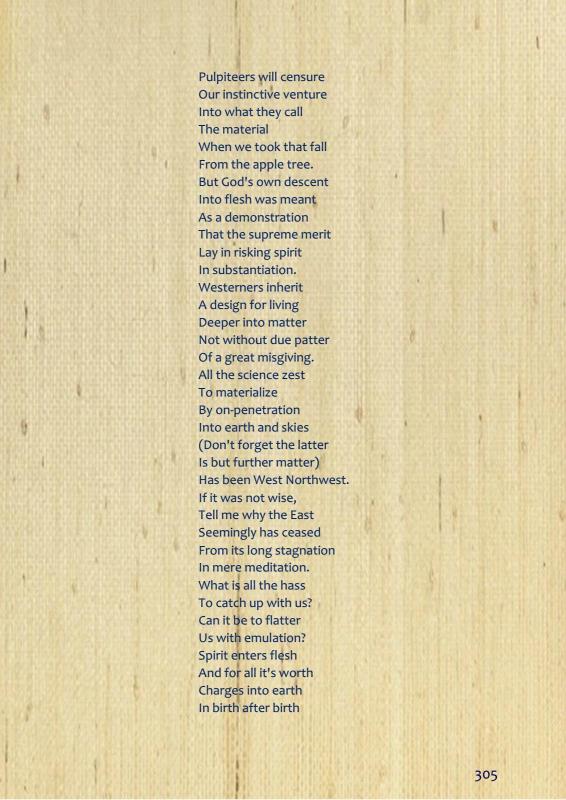 Pulpiteers will censure
Our instinctive venture
Into what they call
The material
When we took that fall
From the apple tree.
But God's own descent
Into flesh was meant
As a demonstration
That the supreme merit
Lay in risking spirit
In substantiation.
Westerners inherit
A design for living
Deeper into matter
Not without due patter
Of a great misgiving.
All the science zest
To materialize
By on-penetration
Into earth and skies
(Don't forget the latter
Is but further matter)
Has been West Northwest.
If it was not wise,
Tell me why the East
Seemingly has ceased
From its long stagnation
In mere meditation.
What is all the hass
To catch up with us?
Can it be to flatter
Us with emulation?
Spirit enters flesh
And for all it's worth
Charges into earth
In birth after birth
305